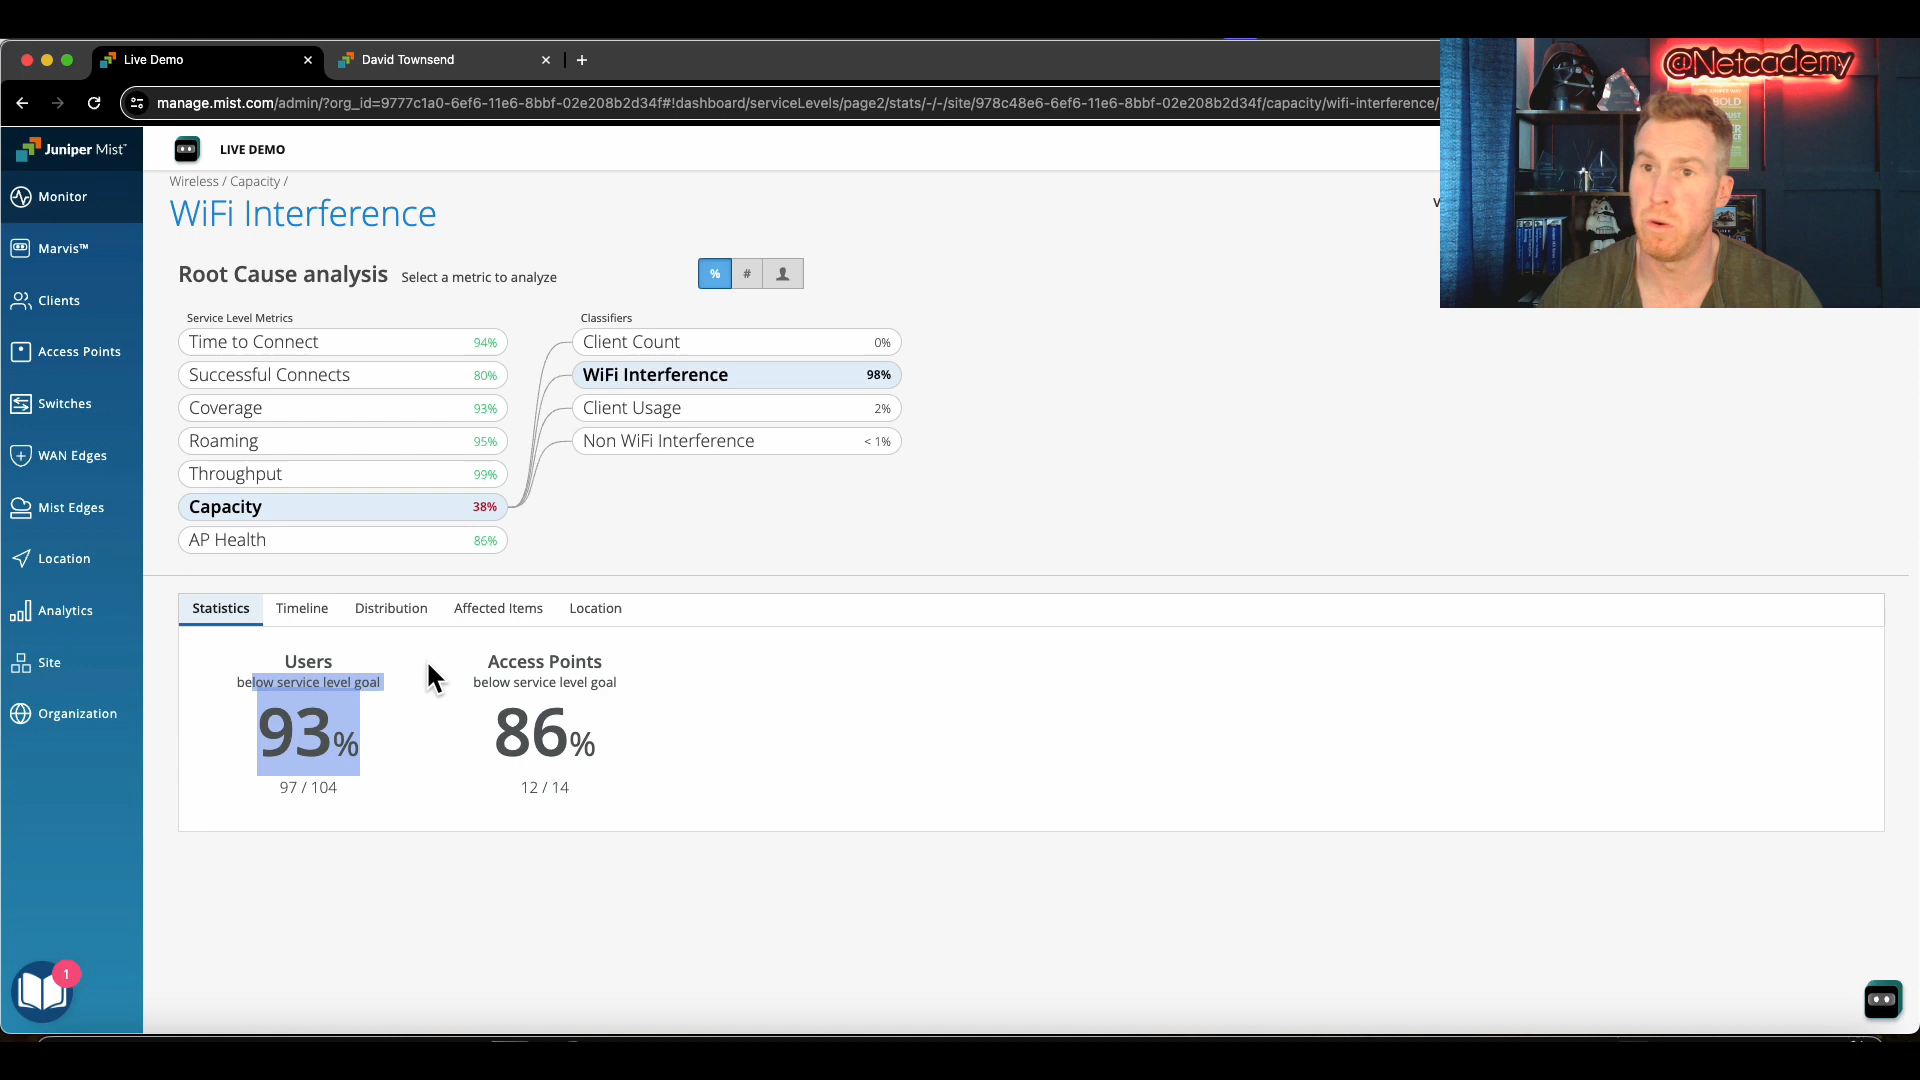 Live Demo
David Townsend
manage.mist.com/admin/?org_id=9777c1a0-6ef6-11e6-8bbf-02e208b2d34f#!dashboard/serviceLevels/page2/stats/-/-/site/978c48e6-6ef6-11e6-8bbf-02e208b2d34f/capacity/wifi-interference/
@Netcademy
BOLD
Juniper Mist™
LIVE DEMO
Wireless / Capacity /
WiFi Interference
V
Monitor
Marvis™
Clients
Access Points
Switches
WAN Edges
Mist Edges
Location
Analytics
Site
Organization
1
Root Cause analysis Select a metric to analyze
% #
Service Level Metrics
Time to Connect 94%
Successful Connects 80%
Coverage 93%
Roaming 95%
Throughput 99%
Capacity 38%
AP Health 86%
Classifiers
Client Count 0%
WiFi Interference 98%
Client Usage 2%
Non WiFi Interference < 1%
Statistics Timeline Distribution Affected Items Location
Users
below service level goal
93%
97 / 104
Access Points
below service level goal
86%
12 / 14